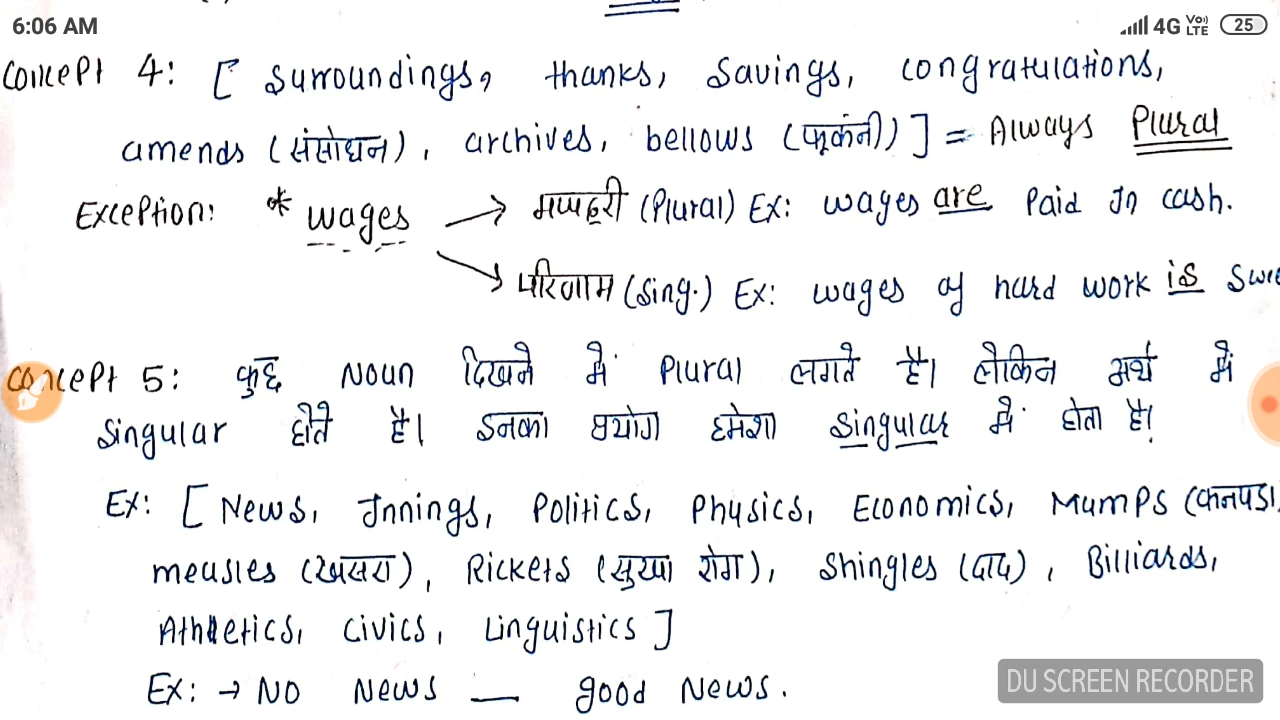 6:06 AM 4G VoLTE 25
Concept 4: [ Surroundings, thanks, Savings, congratulations,
amends (संसोधन), archives, bellows (फूकंनी) ] = Always Plural
Exception: * wages → मजदूरी (Plural) Ex: wages are Paid In cash.
→ परिणाम (Sing.) Ex: wages of hard work is
Concept 5: कुछ Noun दिखने में Plural लगते है। लेकिन अर्थ में
Singular होते है। इनका प्रयोग हमेशा Singular में होता है।
Ex: [ News, Innings, Politics, Physics, Economics, Mumps (कनपडा
measles (खसरा), Rickets (सुखा रोग), Shingles (दाद), Billiards,
Athletics, Civics, Linguistics ]
Ex: → No News — good News.
DU SCREEN RECORDER